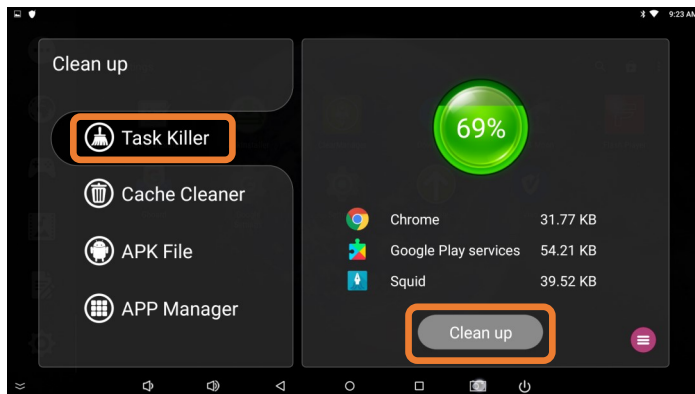 9:23 AM
Clean up
Task Killer
Cache Cleaner
APK File
APP Manager
69%
Chrome 31.77 KB
Google Play services 54.21 KB
Squid 39.52 KB
Clean up